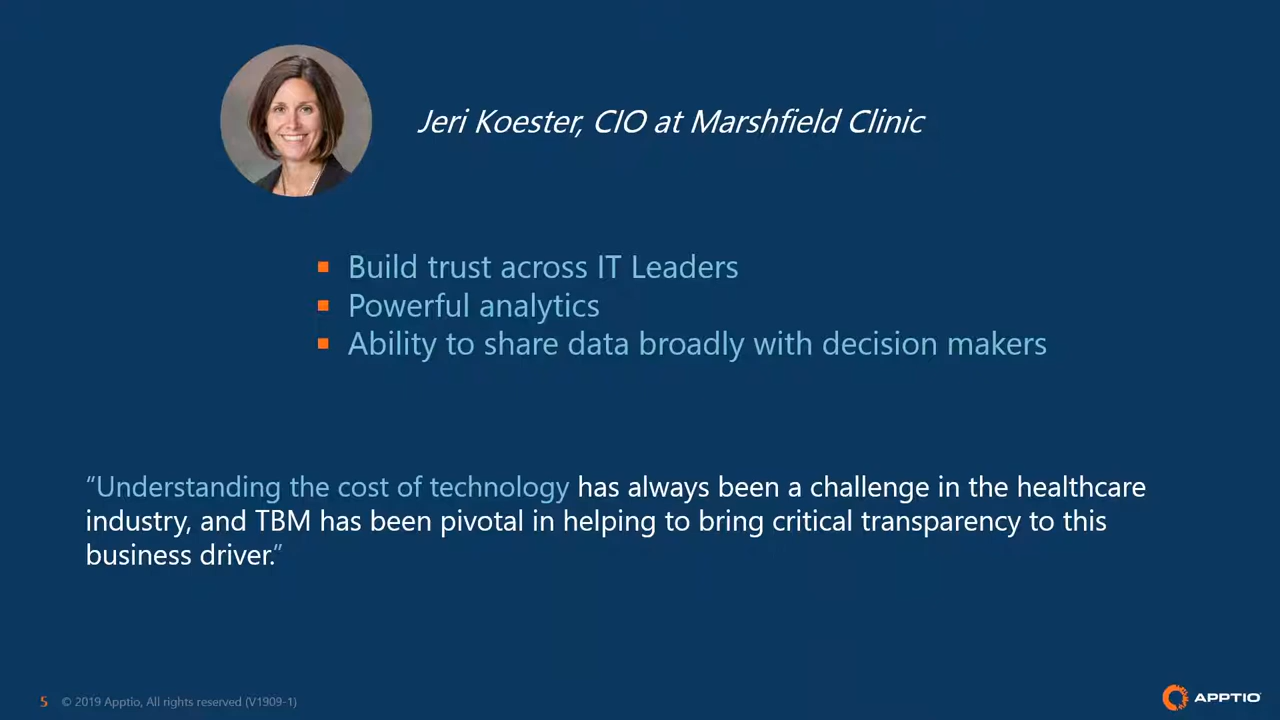 Jeri Koester, CIO at Marshfield Clinic
Build trust across IT Leaders
Powerful analytics
Ability to share data broadly with decision makers
“Understanding the cost of technology has always been a challenge in the healthcare
industry, and TBM has been pivotal in helping to bring critical transparency to this
business driver.”
5 © 2019 Apptio, All rights reserved (V1909-1)
APPTIO